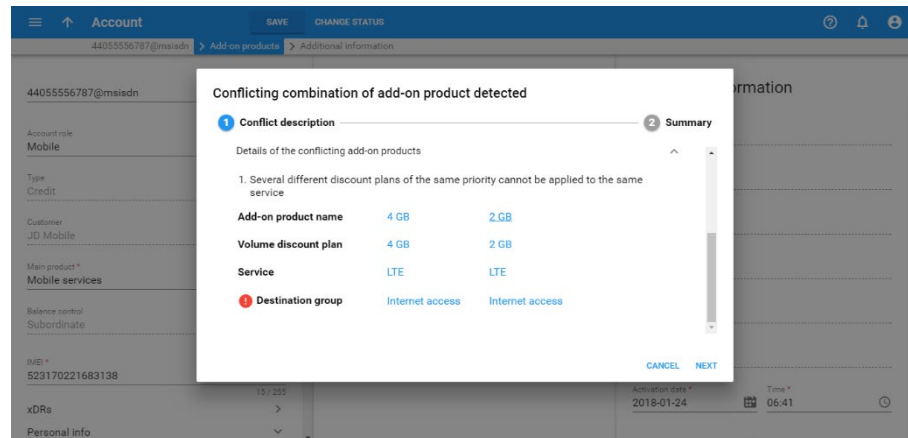 Account
SAVE
CHANGE STATUS
44055556787@msisdn > Add-on products > Additional information
44055556787@msisdn
Account role
Mobile
Type
Credit
Customer
JD Mobile
Main product *
Mobile services
Balance control
Subordinate
IMEI *
523170221683138
15 / 255
xDRs
Personal info
Conflicting combination of add-on product detected
1 Conflict description
2 Summary
Details of the conflicting add-on products
1. Several different discount plans of the same priority cannot be applied to the same
service
Add-on product name 4 GB 2 GB
Volume discount plan 4 GB 2 GB
Service LTE LTE
! Destination group Internet access Internet access
CANCEL NEXT
Activation date *
2018-01-24
Time *
06:41